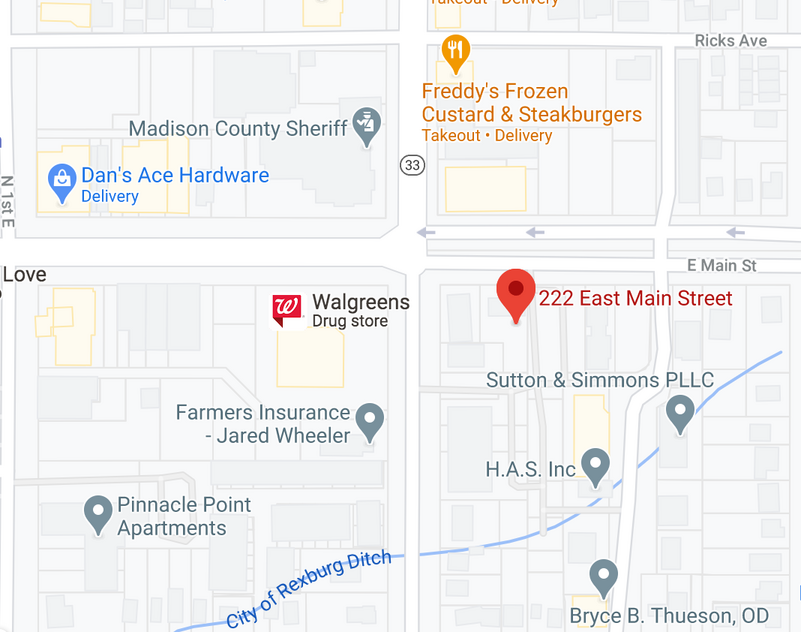 Takeout • Delivery
Ricks Ave
Freddy's Frozen
Custard & Steakburgers
Takeout • Delivery
Madison County Sheriff
33
Dan's Ace Hardware
Delivery
N 1st E
E Main St
Love
222 East Main Street
W
Walgreens
Drug store
Sutton & Simmons PLLC
Farmers Insurance
- Jared Wheeler
H.A.S. Inc
Pinnacle Point
Apartments
City of Rexburg Ditch
Bryce B. Thueson, OD